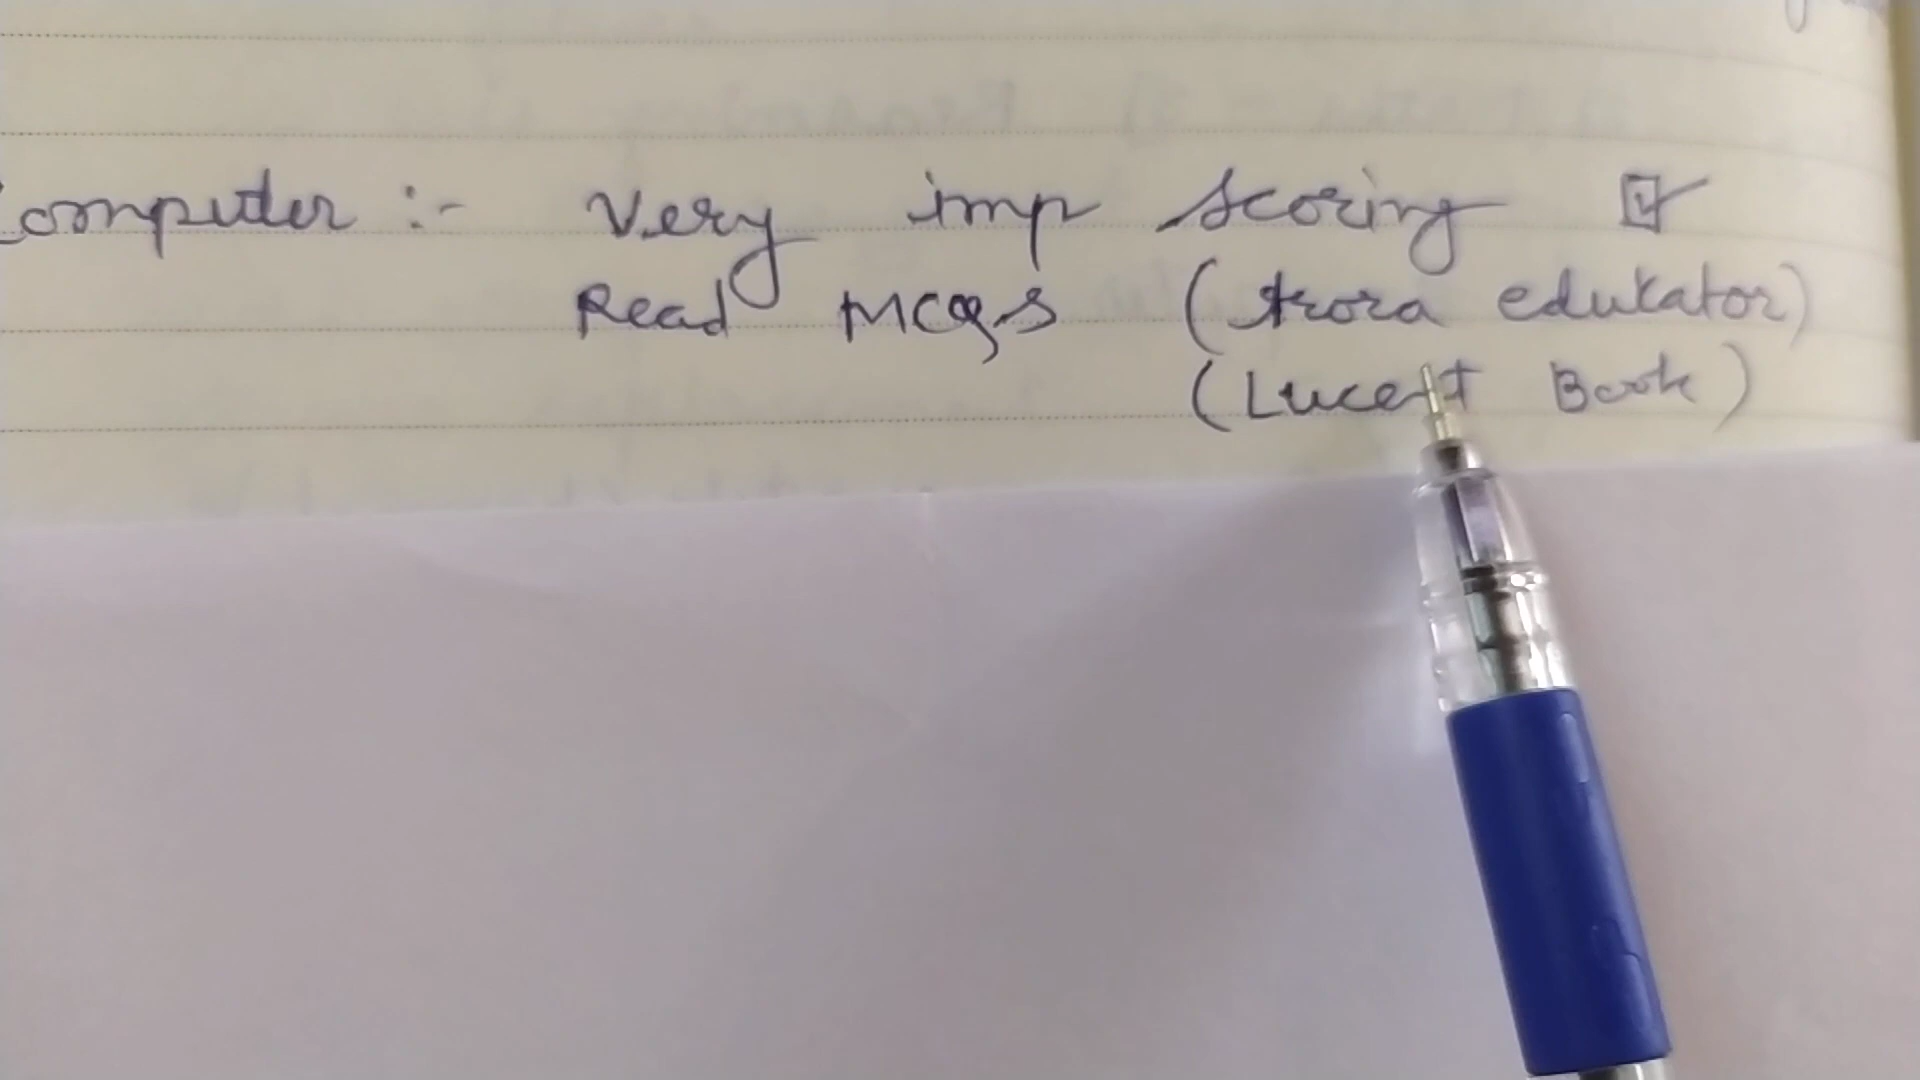 Computer :- Very imp scoring ☑
Read MCQs (Arora edukator)
(Lucent Book)